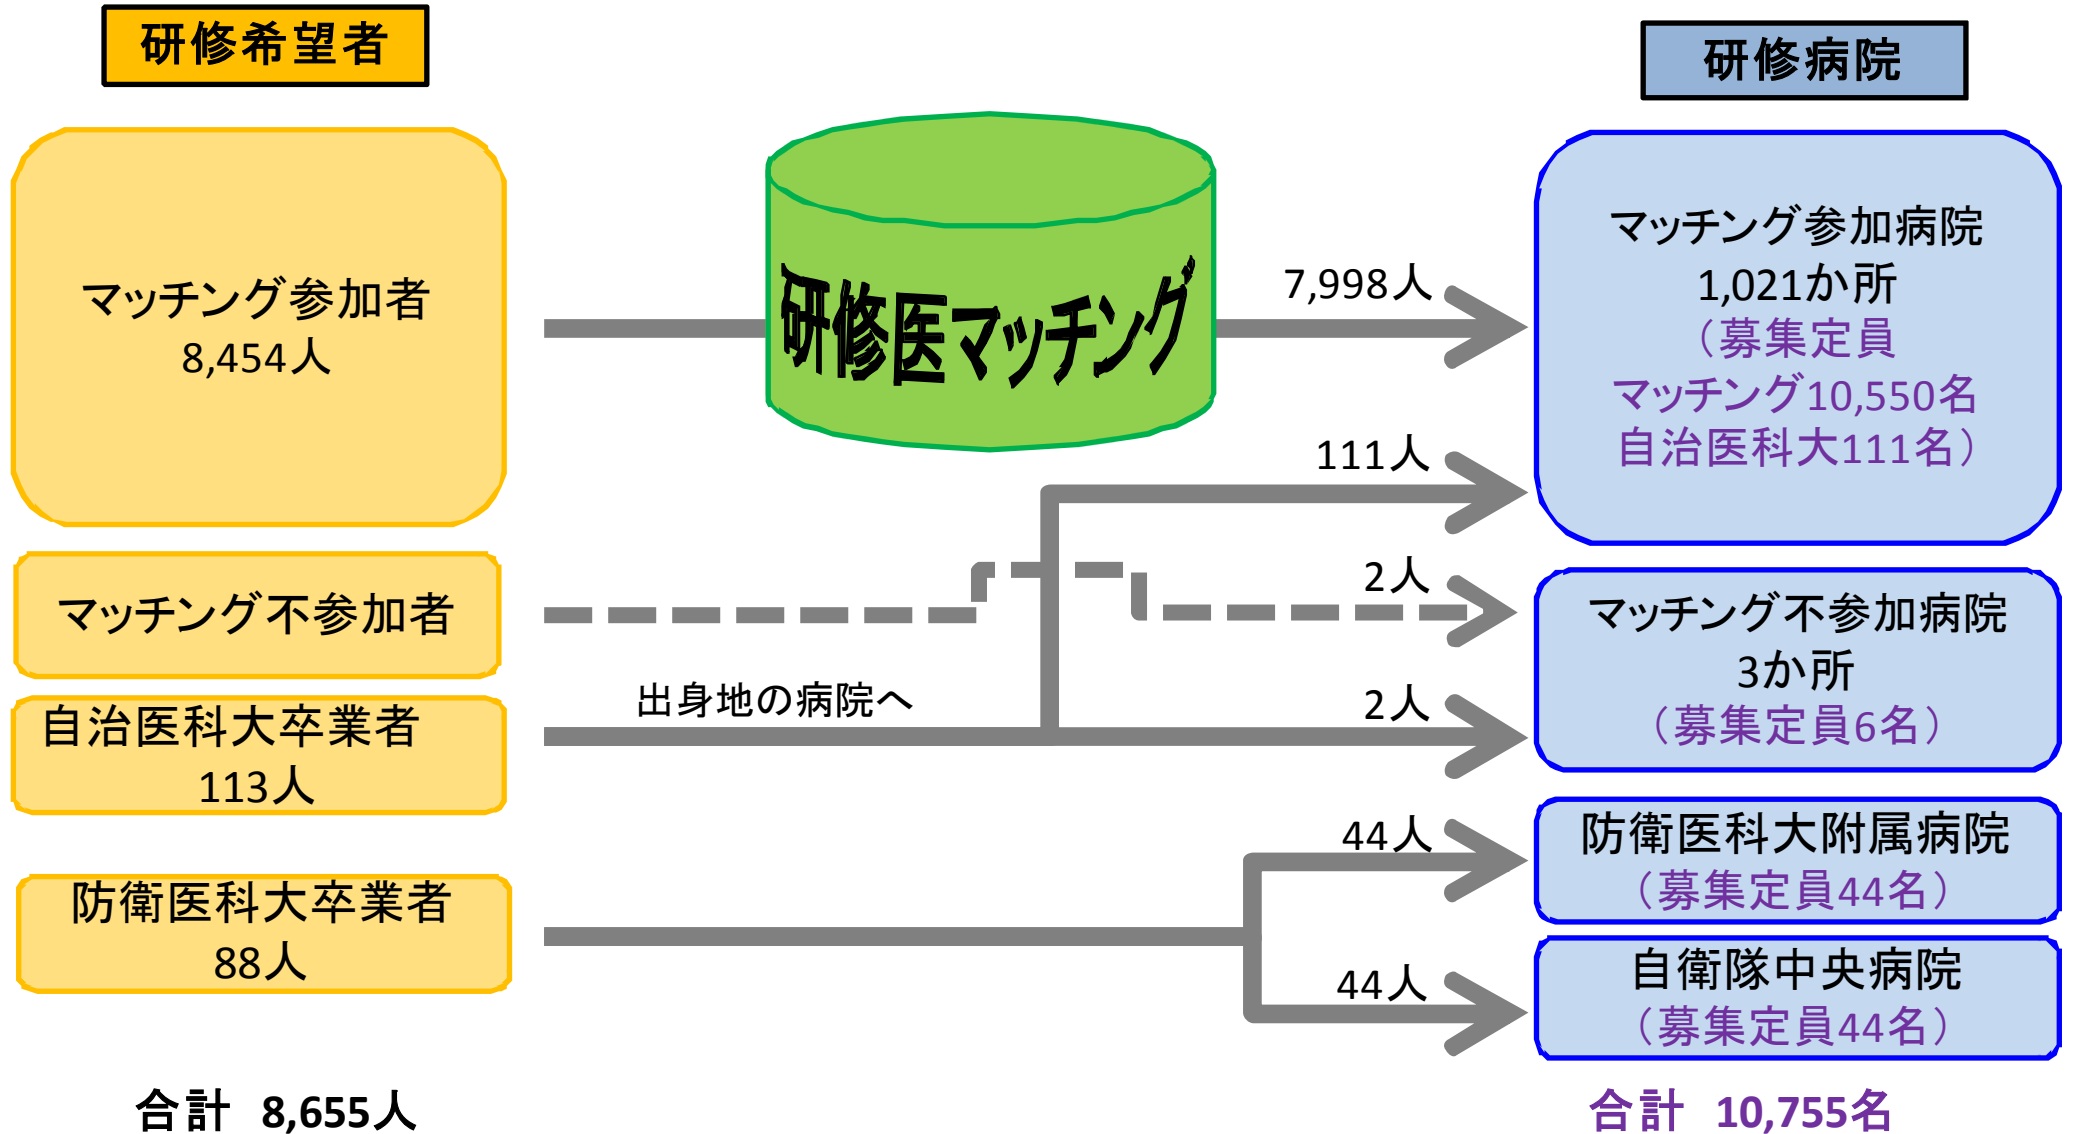 研修希望者
マッチング参加者
8,454人
マッチング不参加者
自治医科大卒業者
113人
防衛医科大卒業者
88人
合計 8,655人
研修医マッチング
出身地の病院へ
7,998人
111人
2人
2人
44人
44人
研修病院
マッチング参加病院
1,021か所
（募集定員
マッチング10,550名
自治医科大111名）
マッチング不参加病院
3か所
（募集定員6名）
防衛医科大附属病院
（募集定員44名）
自衛隊中央病院
（募集定員44名）
合計 10,755名